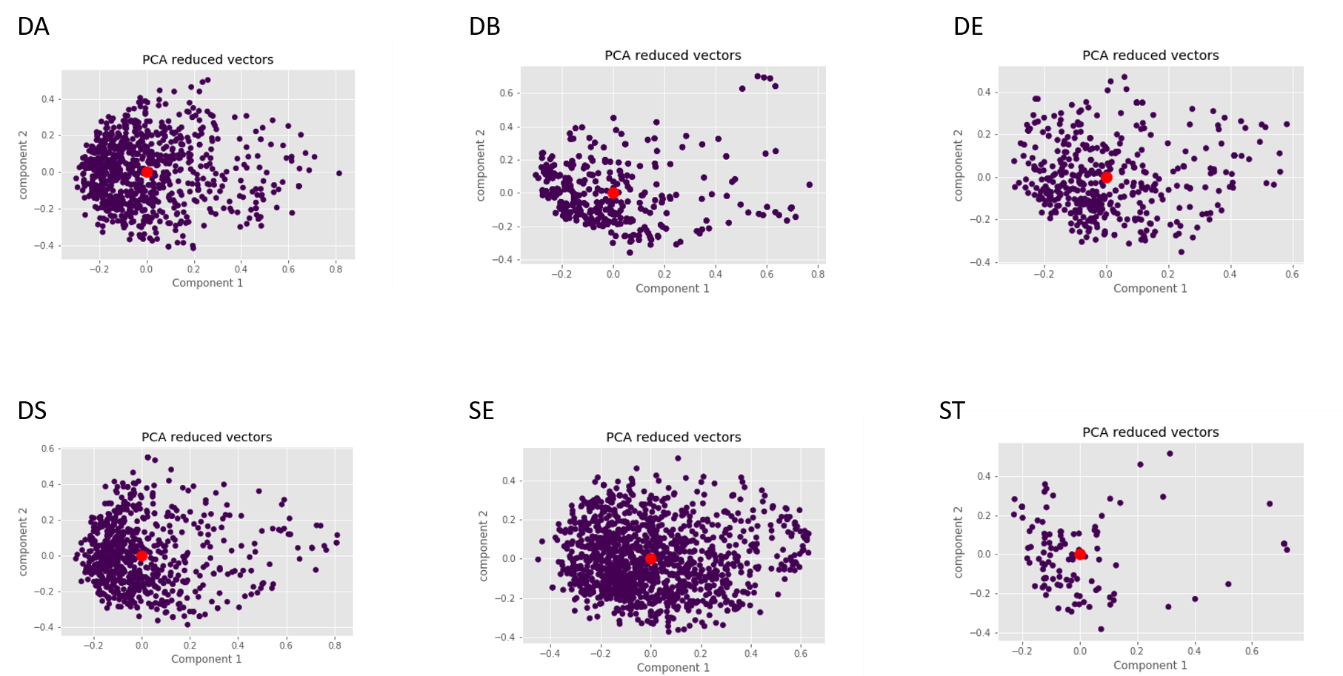 DA
PCA reduced vectors
component 2
0.4
0.2
0.0
−0.2
−0.4
−0.2 0.0 0.2 0.4 0.6 0.8
Component 1
DB
PCA reduced vectors
component 2
0.6
0.4
0.2
0.0
−0.2
−0.4
−0.2 0.0 0.2 0.4 0.6 0.8
Component 1
DE
PCA reduced vectors
component 2
0.4
0.2
0.0
−0.2
−0.4
−0.2 0.0 0.2 0.4 0.6
Component 1
DS
PCA reduced vectors
component 2
0.6
0.4
0.2
0.0
−0.2
−0.4
−0.2 0.0 0.2 0.4 0.6 0.8
Component 1
SE
PCA reduced vectors
component 2
0.4
0.2
0.0
−0.2
−0.4
−0.4 −0.2 0.0 0.2 0.4 0.6
Component 1
ST
PCA reduced vectors
component 2
0.4
0.2
0.0
−0.2
−0.4
−0.2 0.0 0.2 0.4 0.6
Component 1